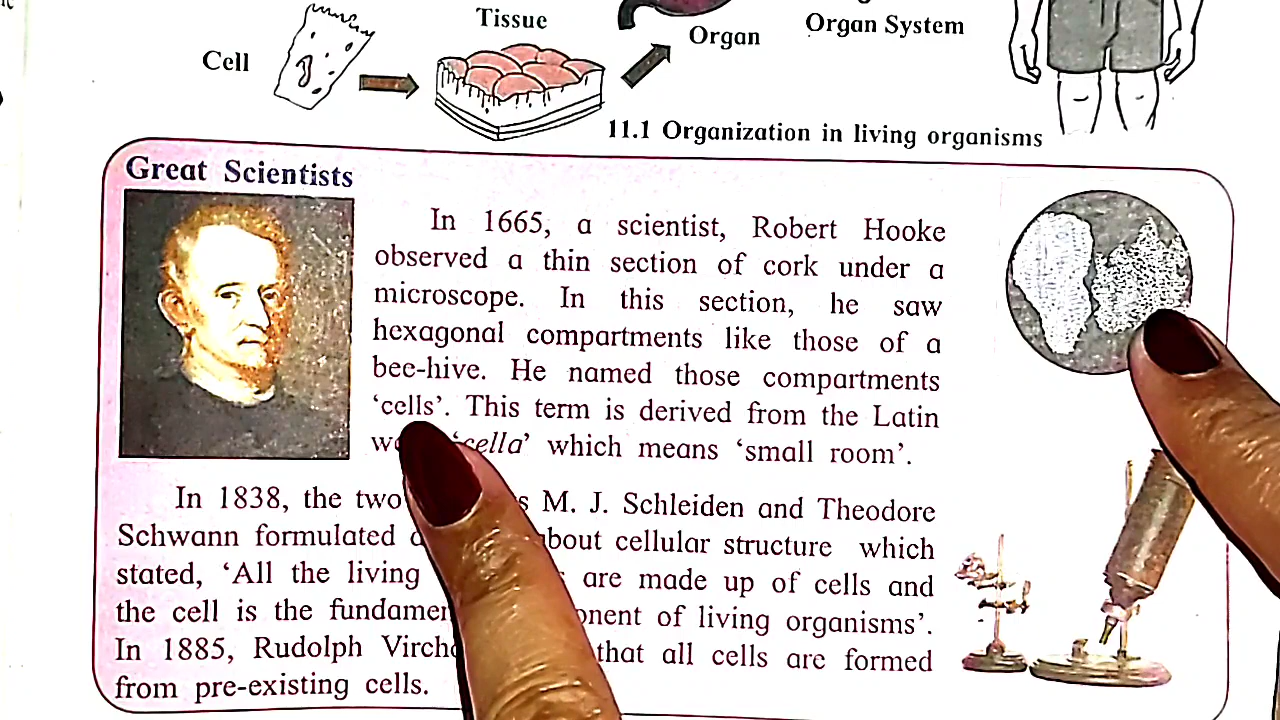 Tissue
Organ System
Cell
Organ
11.1 Organization in living organisms
Great Scientists
In 1665, a scientist, Robert Hooke
observed a thin section of cork under a
microscope. In this section, he saw
hexagonal compartments like those of a
bee-hive. He named those compartments
‘cells’. This term is derived from the Latin
‘cella’ which means ‘small room’.
In 1838, the two M. J. Schleiden and Theodore
Schwann formulated about cellular structure which
stated, ‘All the living are made up of cells and
the cell is the of living organisms’.
In 1885, Rudolph that all cells are formed
from pre-existing cells.